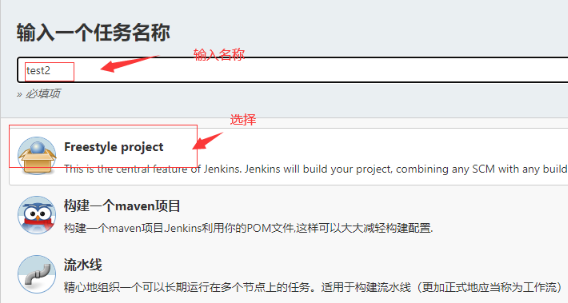 输入一个任务名称
输入名称
test2
» 必填项
选择
Freestyle project
This is the central feature of Jenkins. Jenkins will build your project, combining any SCM with any build
构建一个maven项目
构建一个maven项目.Jenkins利用你的POM文件,这样可以大大减轻构建配置.
流水线
精心地组织一个可以长期运行在多个节点上的任务。适用于构建流水线（更加正式地应当称为工作流）